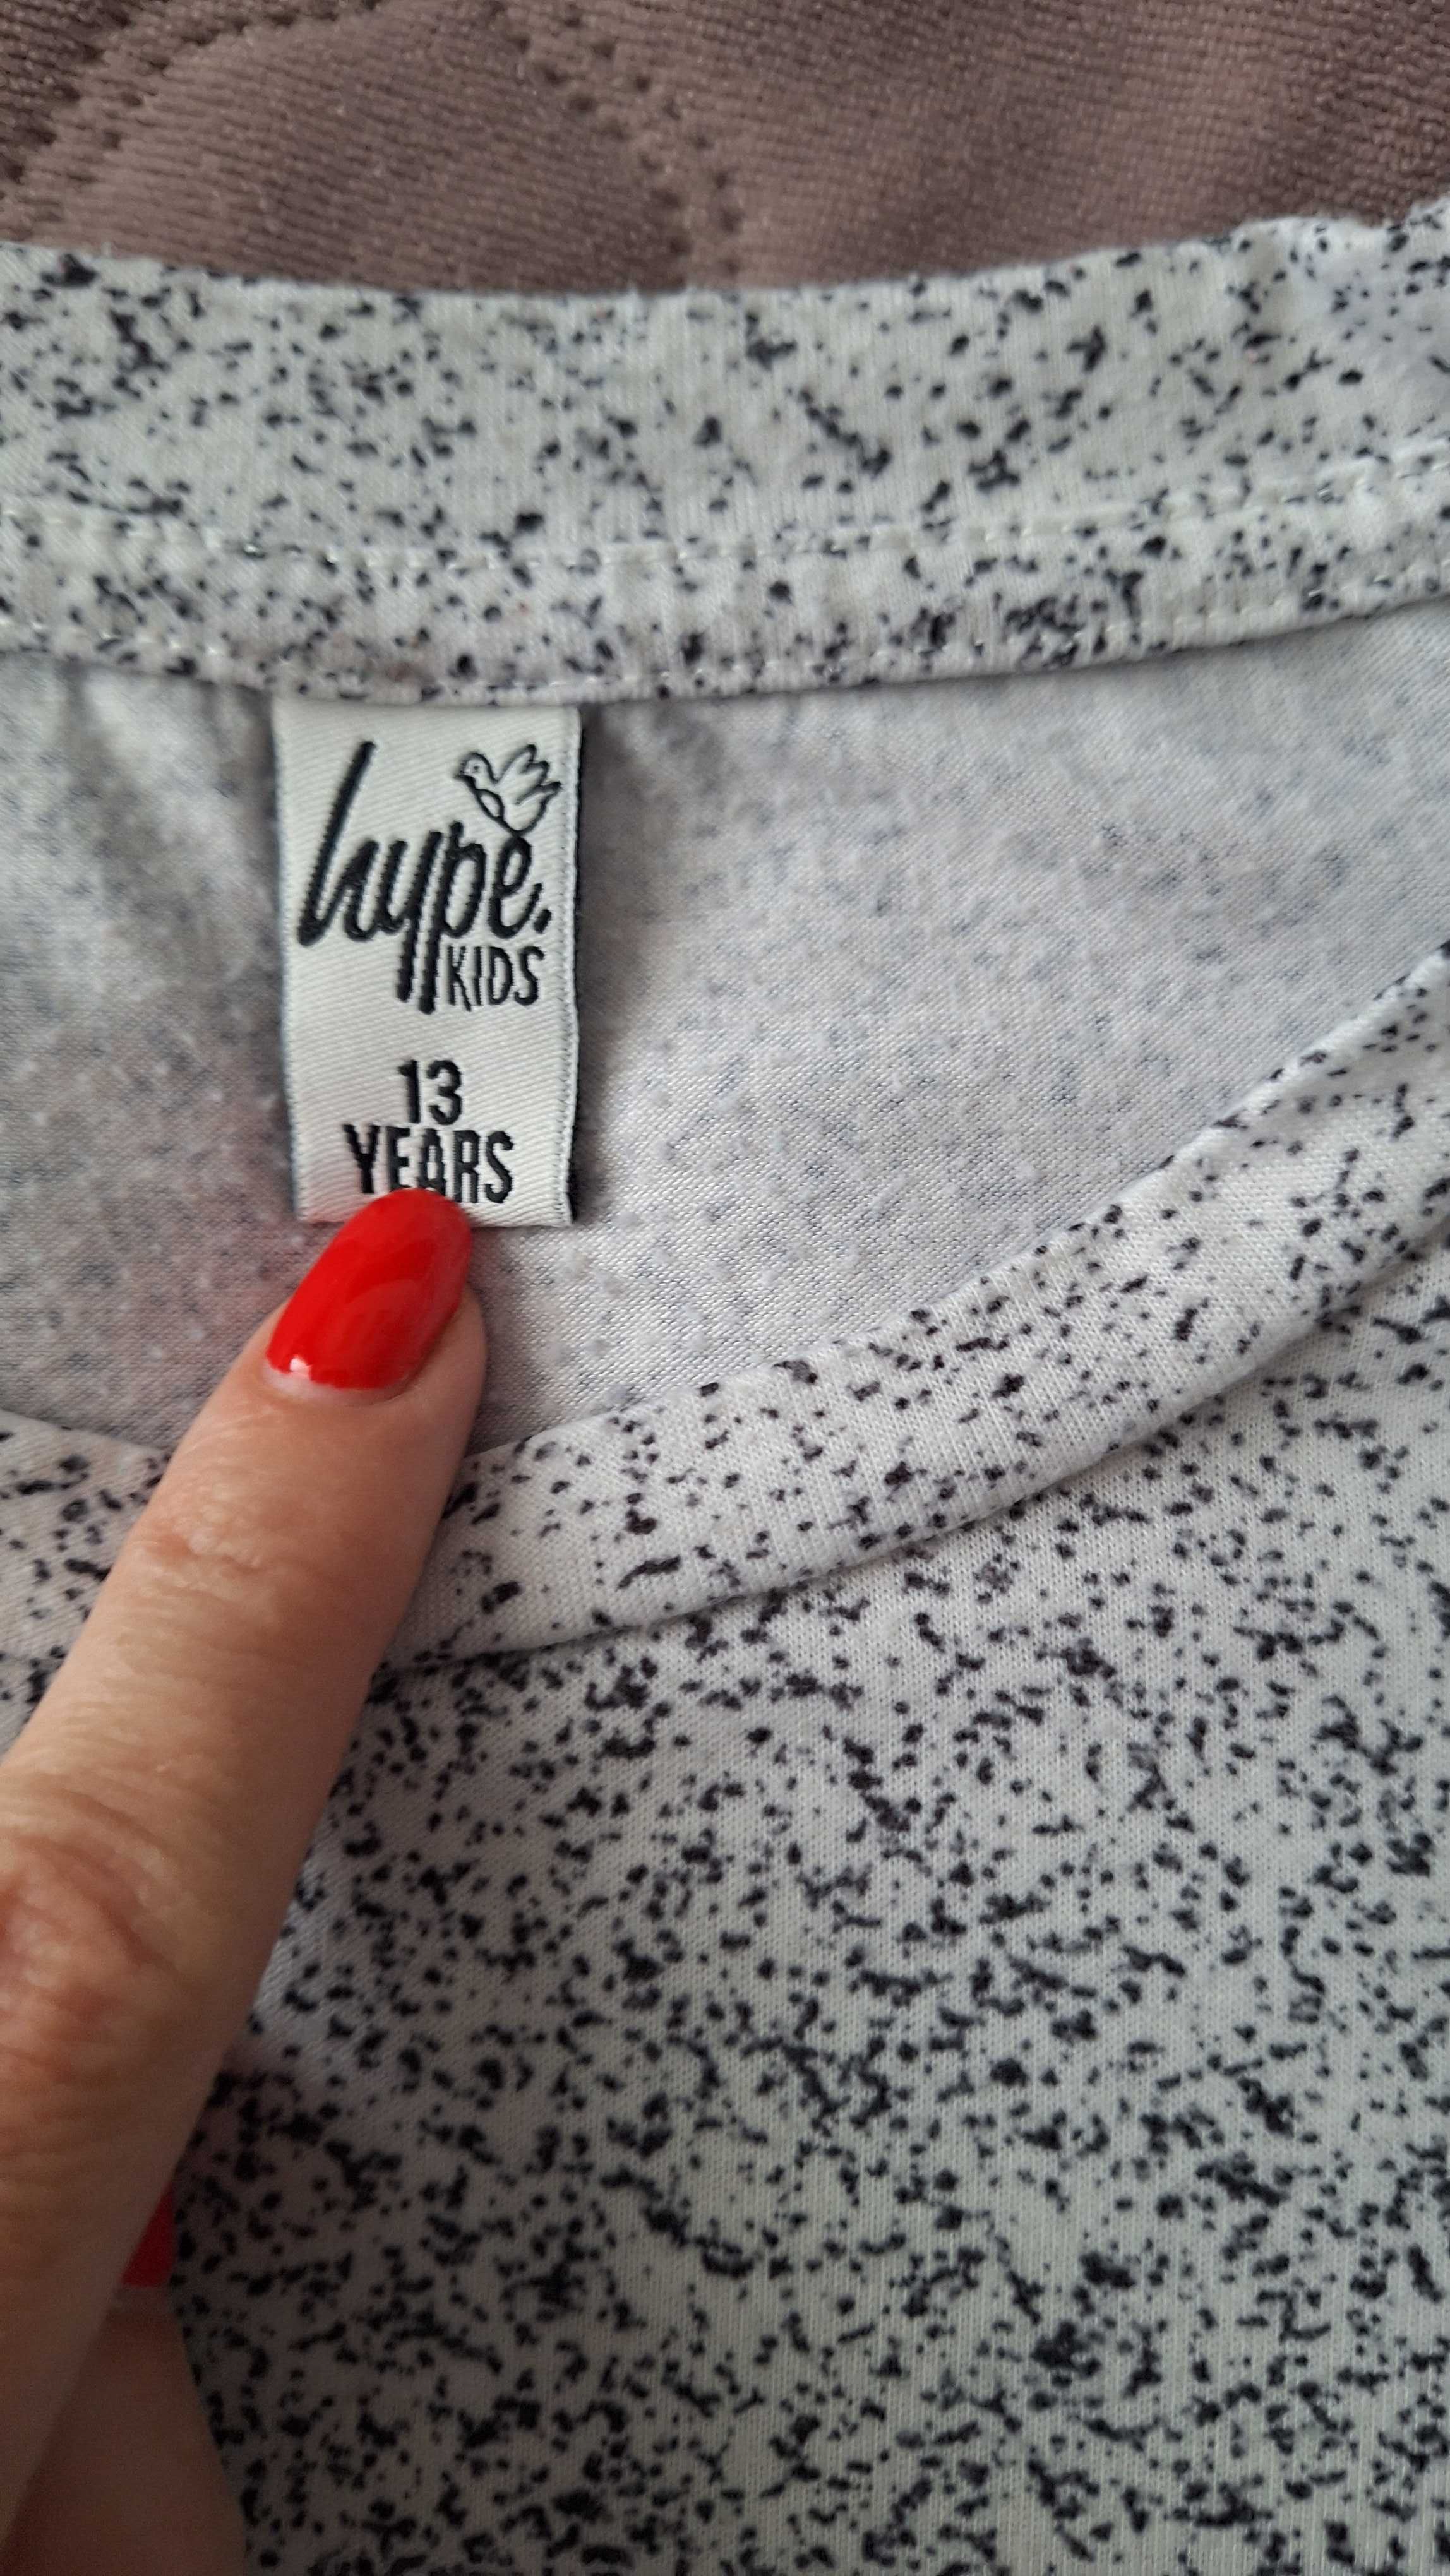 hype.
KIDS
13
YEARS